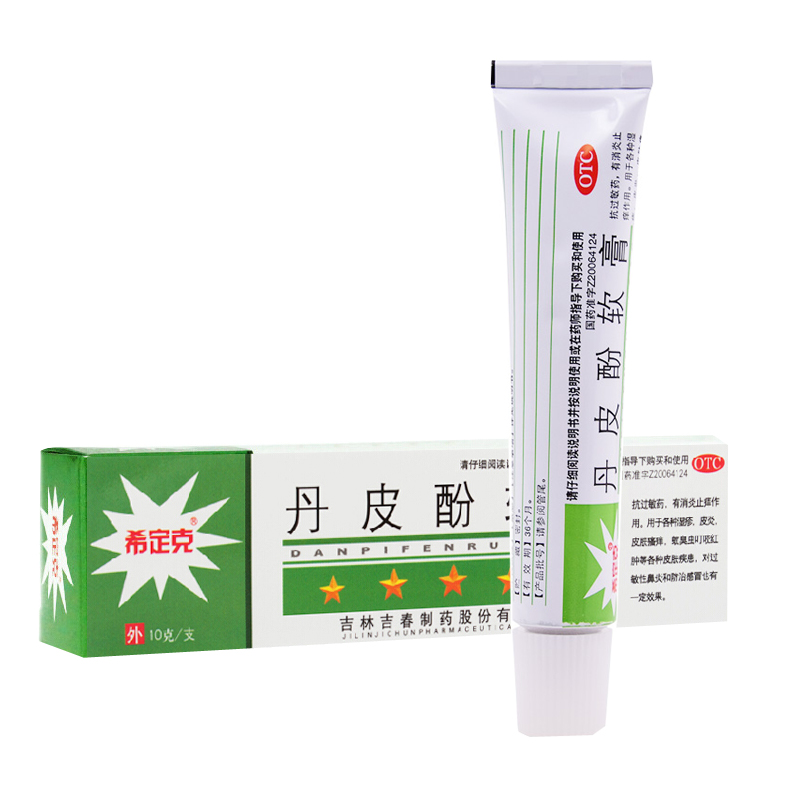 希定克®
外 10克/支
请仔细阅读
丹皮酚
DANPIFENRU
吉林吉春制药股份有
JILINJICHUNPHARMACEUTICA
指导下购买和使用
药准字Z20064124
OTC
抗过敏药，有消炎止痒作
用。用于各种湿疹，皮炎，
皮肤搔痒，蚊臭虫叮咬红
肿等各种皮肤疾患，对过
敏性鼻炎和防治感冒也有
一定效果。
OTC
抗过敏药，有消炎止
痒作用。用于各种湿
请仔细阅读说明书并按说明使用或在药师指导下购买和使用
国药准字Z20064124
丹皮酚软膏
希定克
【贮 藏】密封。
【有 效 期】36个月。
【产品批号】请参阅管尾。